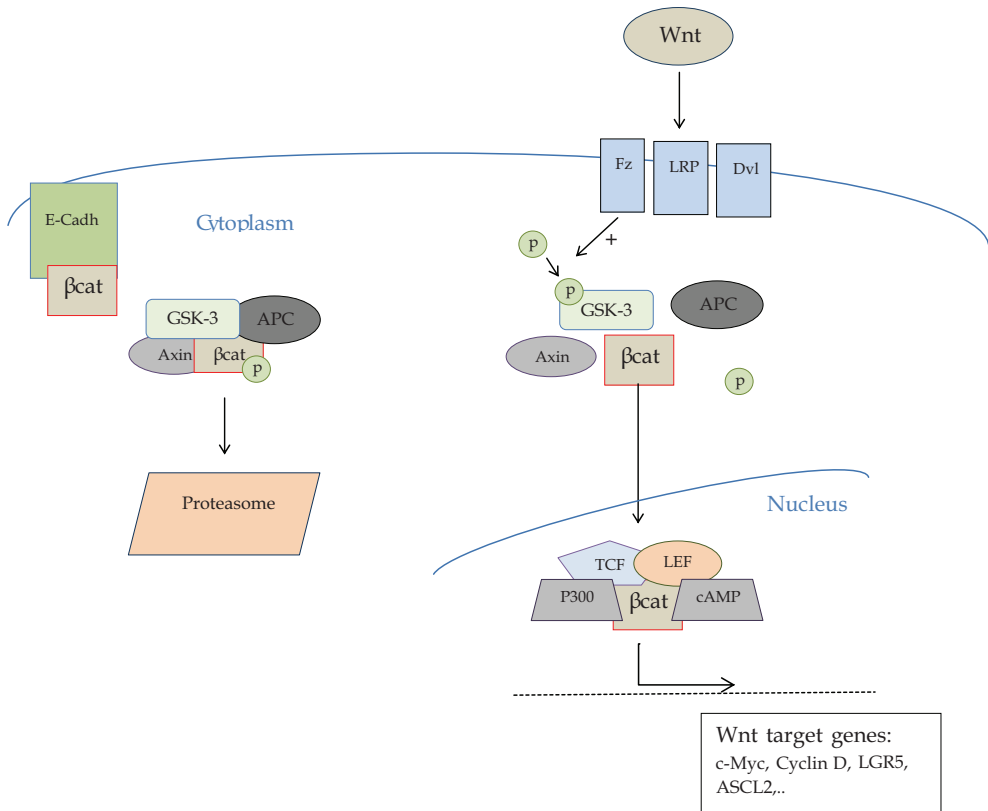 Wnt
Fz
LRP
Dvl
E-Cadh
Cytoplasm
βcat
p
+
p
GSK-3
APC
Axin
βcat
p
GSK-3
APC
Axin
βcat
p
Proteasome
Nucleus
TCF
LEF
P300
βcat
cAMP
Wnt target genes:
c-Myc, Cyclin D, LGR5,
ASCL2,..